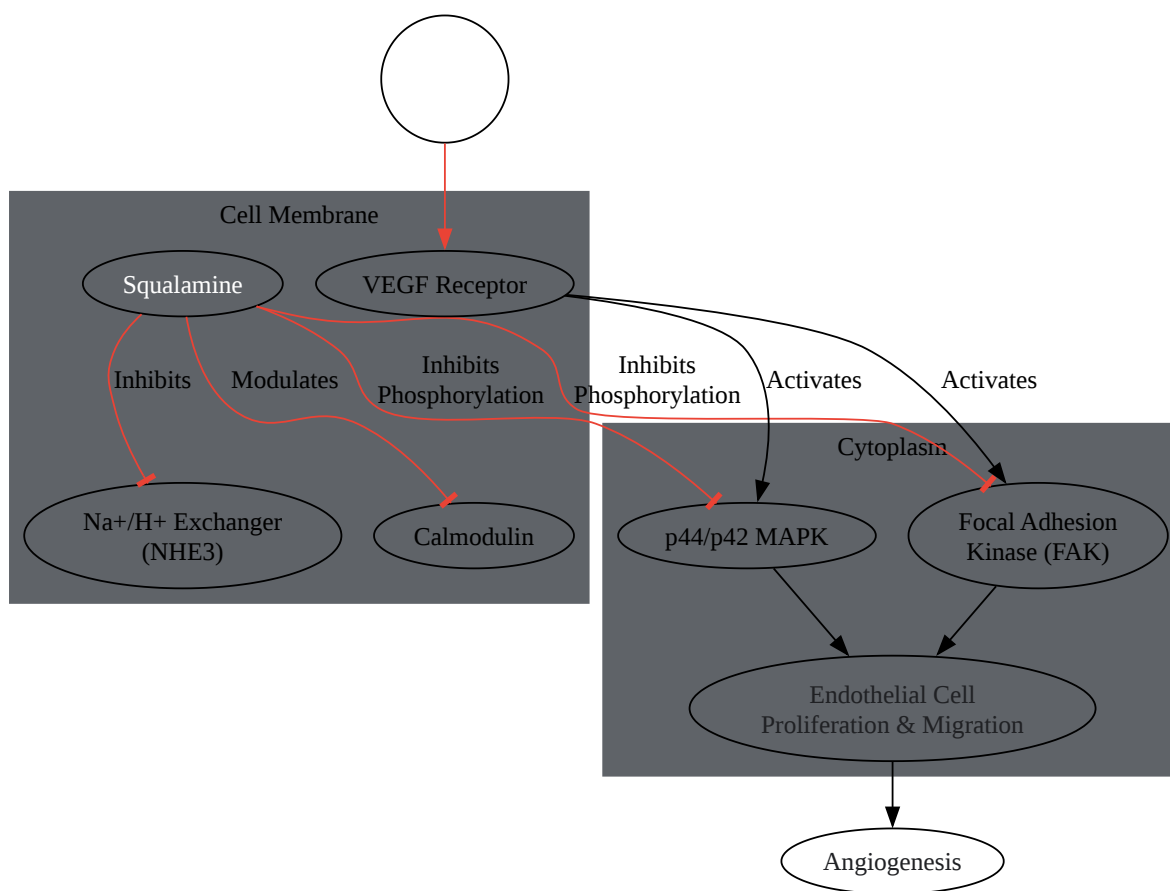 Cell Membrane
Squalamine
VEGF Receptor
Inhibits
Modulates
Inhibits
Phosphorylation
Inhibits
Phosphorylation
Activates
Activates
Cytoplasm
Na+/H+ Exchanger
(NHE3)
Calmodulin
p44/p42 MAPK
Focal Adhesion
Kinase (FAK)
Endothelial Cell
Proliferation & Migration
Angiogenesis